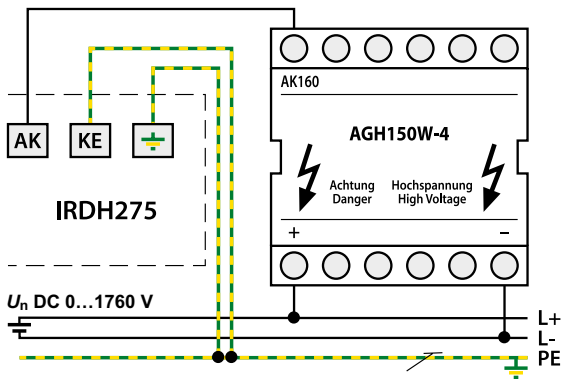 AK160
AGH150W-4
AK
KE
Achtung Hochspannung
Danger High Voltage
IRDH275
+ –
Un DC 0...1760 V
L+
L-
PE